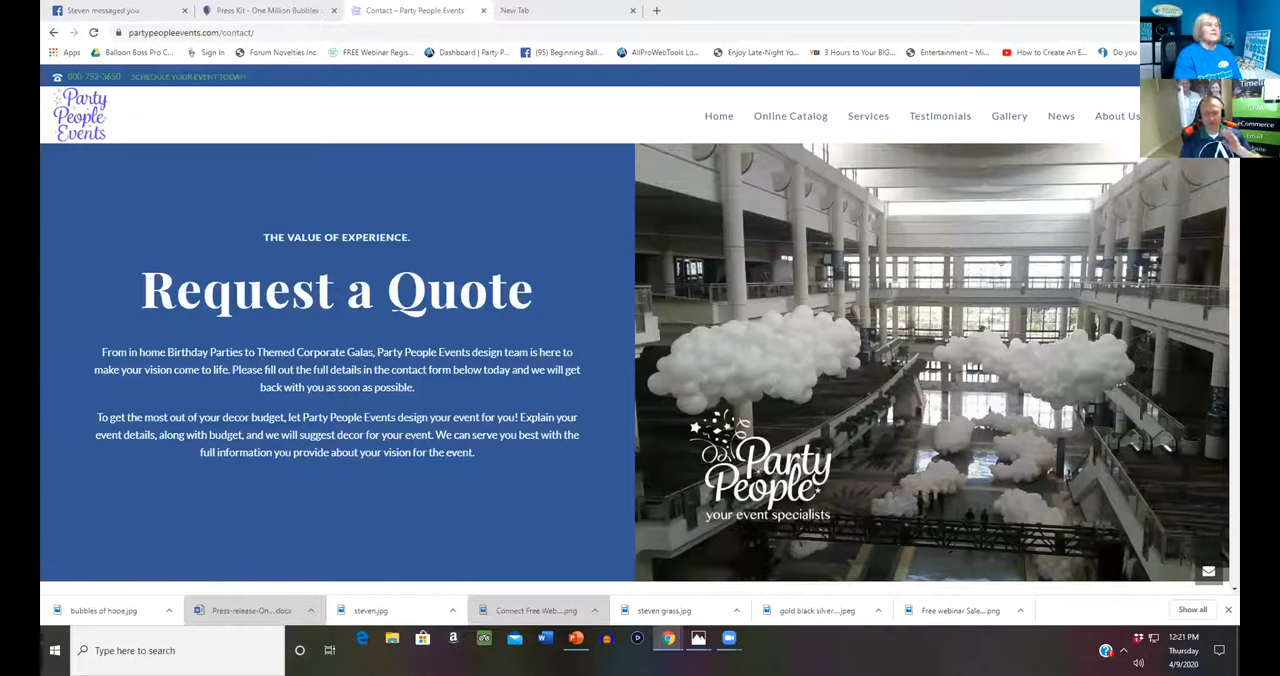 Steven messaged you
Press Kit - One Million Bubbles
Contact – Party People Events
New Tab
partypeopleevents.com/contact/
Apps
Balloon Boss Pro C...
Sign In
Forum Novelties Inc.
FREE Webinar Regis...
Dashboard | Party P...
(95) Beginning Ball...
AllProWebTools Lo...
Enjoy Late-Night Yo...
3 Hours to Your BIG...
Entertainment – Mi...
How to Create An E...
Do you
800-752-3650 SCHEDULE YOUR EVENT TODAY!
Party
People
Events
Home
Online Catalog
Services
Testimonials
Gallery
News
About Us
eCommerce
Email
THE VALUE OF EXPERIENCE.
Request a Quote
From in home Birthday Parties to Themed Corporate Galas, Party People Events design team is here to
make your vision come to life. Please fill out the full details in the contact form below today and we will get
back with you as soon as possible.
To get the most out of your decor budget, let Party People Events design your event for you! Explain your
event details, along with budget, and we will suggest decor for your event. We can serve you best with the
full information you provide about your vision for the event.
Party
People
your event specialists
bubbles of hope.jpg
Press-release-On....docx
steven.jpg
Connect Free Web....png
steven grass.jpg
gold black silver....jpeg
Free webinar Sale....png
Show all
Type here to search
12:21 PM
Thursday
4/9/2020